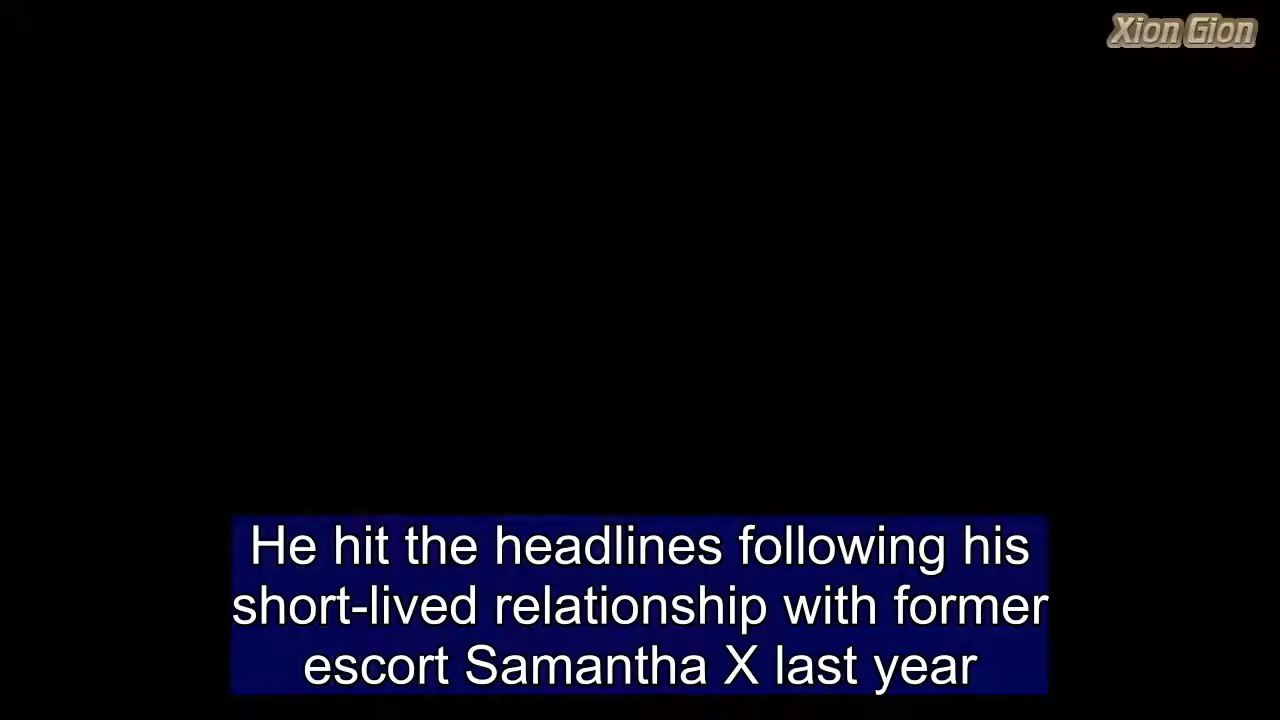 Xion Gion
He hit the headlines following his
short-lived relationship with former
escort Samantha X last year